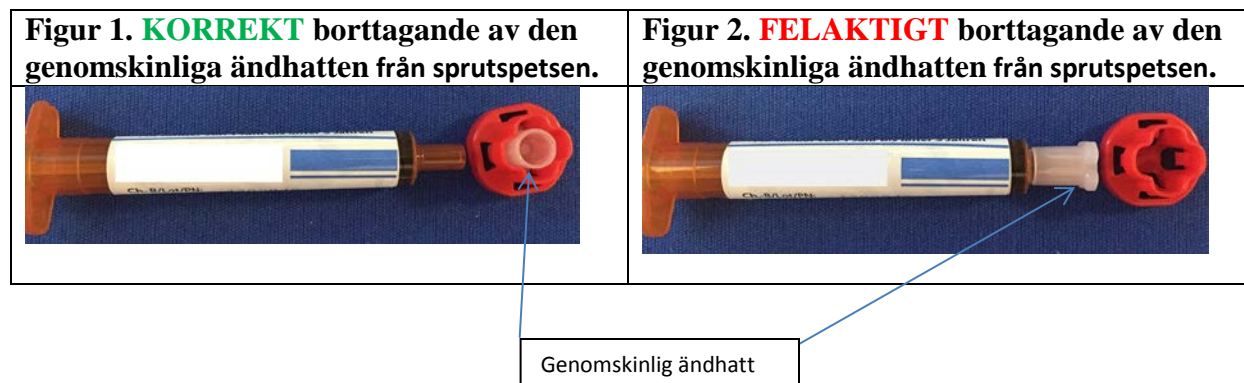 Figur 1. KORREKT borttagande av den
genomskinliga ändhatten från sprutspetsen.
Figur 2. FELAKTIGT borttagande av den
genomskinliga ändhatten från sprutspetsen.
Ch.-B/Lot/PN:
Ch.-B/Lot/PN:
Genomskinlig ändhatt